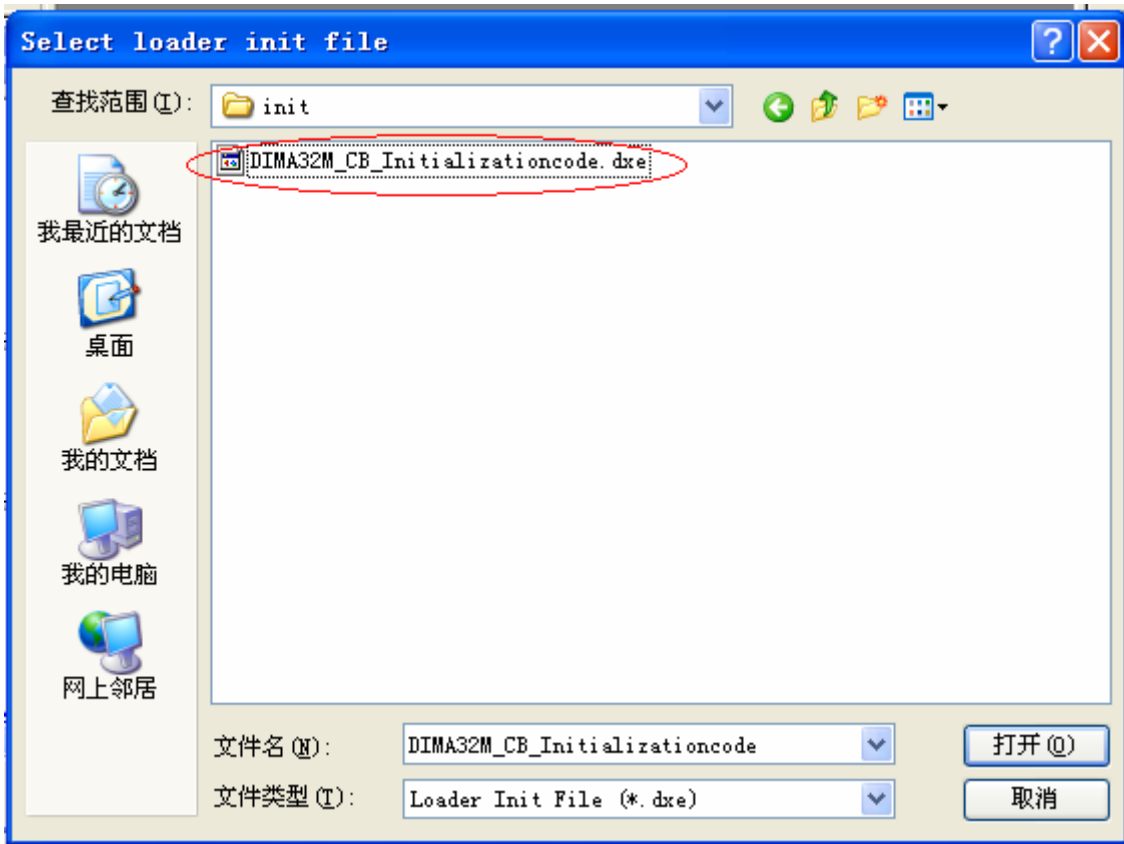 Select loader init file
查找范围(I):
init
DIMA32M_CB_Initializationcode.dxe
我最近的文档
桌面
我的文档
我的电脑
网上邻居
文件名(N):
DIMA32M_CB_Initializationcode
打开(O)
文件类型(T):
Loader Init File (*.dxe)
取消